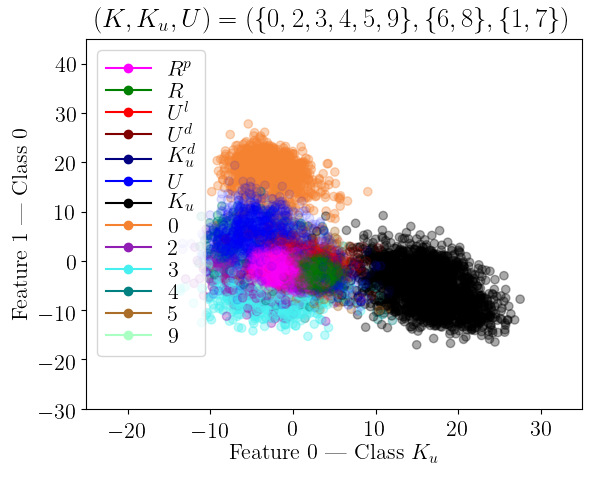 (K, K_u, U) = ({0, 2, 3, 4, 5, 9}, {6, 8}, {1, 7})
40
30
20
10
0
−10
−20
−30
Feature 1 — Class 0
R^p
R
U^l
U^d
K_u^d
U
K_u
0
2
3
4
5
9
−20 −10 0 10 20 30
Feature 0 — Class K_u